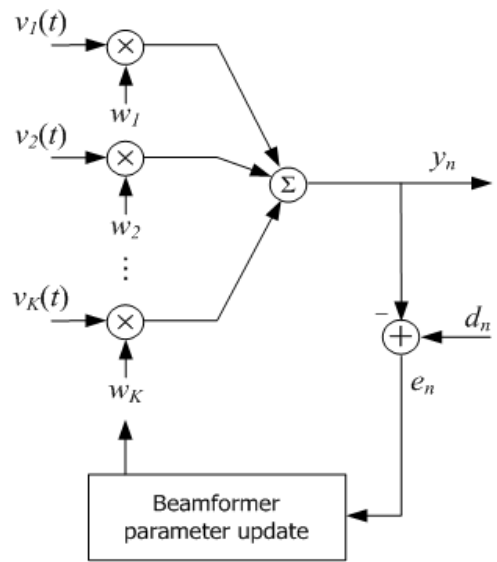 v1(t)
×
w1
v2(t)
×
w2
⋮
vK(t)
×
wK
Σ
yn
−
+
dn
en
Beamformer
parameter update